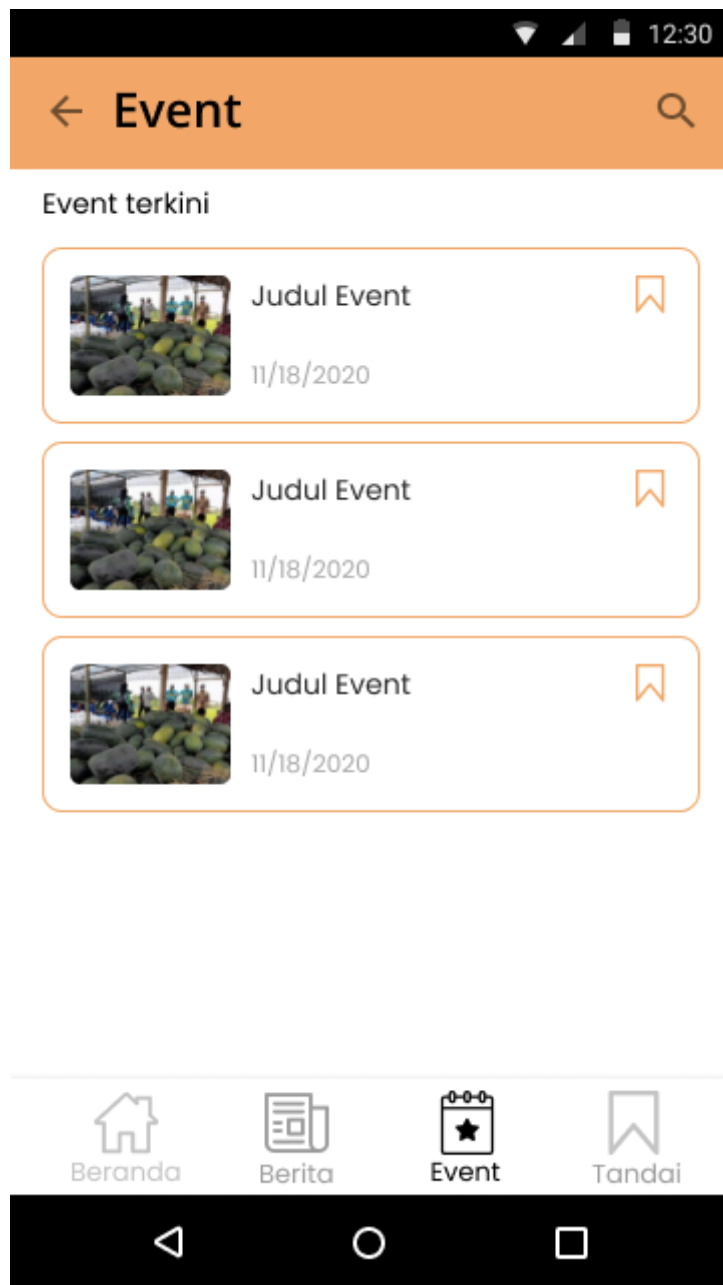 12:30
Event
Event terkini
Judul Event
11/18/2020
Judul Event
11/18/2020
Judul Event
11/18/2020
Beranda
Berita
Event
Tandai